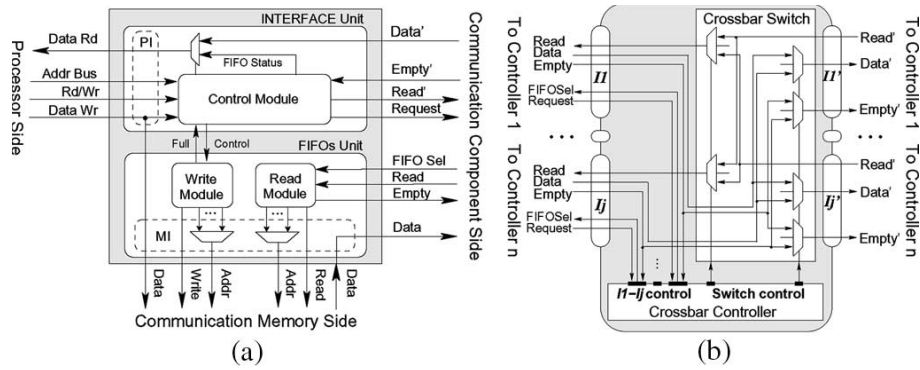 INTERFACE Unit
Data Rd
PI
Data'
FIFO Status
Addr Bus
Rd/Wr
Data Wr
Control Module
Empty'
Read'
Request
Full
Control
FIFOs Unit
Write Module
Read Module
FIFO Sel
Read
Empty
...
...
MI
Data
Data
Write
Addr
Addr
Read
Data
Processor Side
Communication Component Side
Communication Memory Side
(a)
Crossbar Switch
To Controller 1
To Controller n
Read
Data
Empty
I1
FIFOSel
Request
...
Read
Data
Empty
Ij
FIFOSel
Request
Read'
I1'
Data'
Empty'
...
Read'
Data'
Ij'
Empty'
To Controller 1
To Controller n
...
I1-Ij control
Switch control
Crossbar Controller
(b)